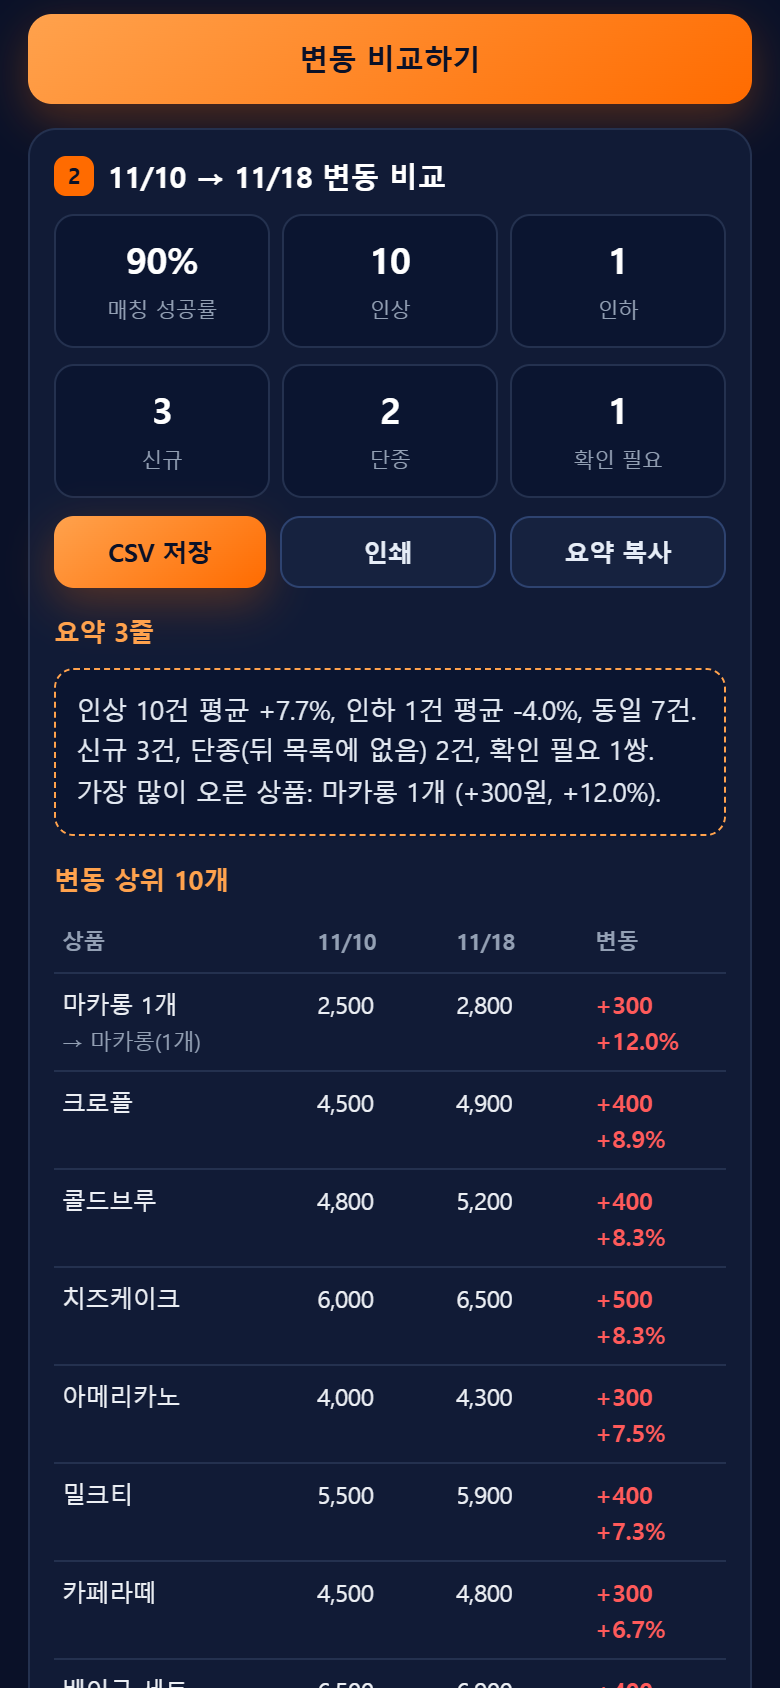 변동 비교하기
2 11/10 → 11/18 변동 비교
90% 10 1
매칭 성공률 인상 인하
3 2 1
신규 단종 확인 필요
CSV 저장 인쇄 요약 복사
요약 3줄
인상 10건 평균 +7.7%, 인하 1건 평균 -4.0%, 동일 7건.
신규 3건, 단종(뒤 목록에 없음) 2건, 확인 필요 1쌍.
가장 많이 오른 상품: 마카롱 1개 (+300원, +12.0%).
변동 상위 10개
상품 11/10 11/18 변동
마카롱 1개 2,500 2,800 +300
→ 마카롱(1개) +12.0%
크로플 4,500 4,900 +400
+8.9%
콜드브루 4,800 5,200 +400
+8.3%
치즈케이크 6,000 6,500 +500
+8.3%
아메리카노 4,000 4,300 +300
+7.5%
밀크티 5,500 5,900 +400
+7.3%
카페라떼 4,500 4,800 +300
+6.7%